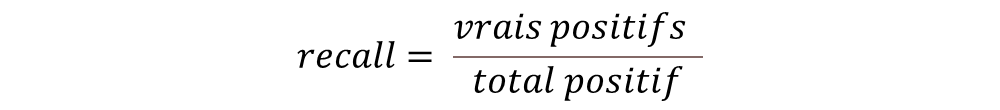 recall = vrais positifs
total positif